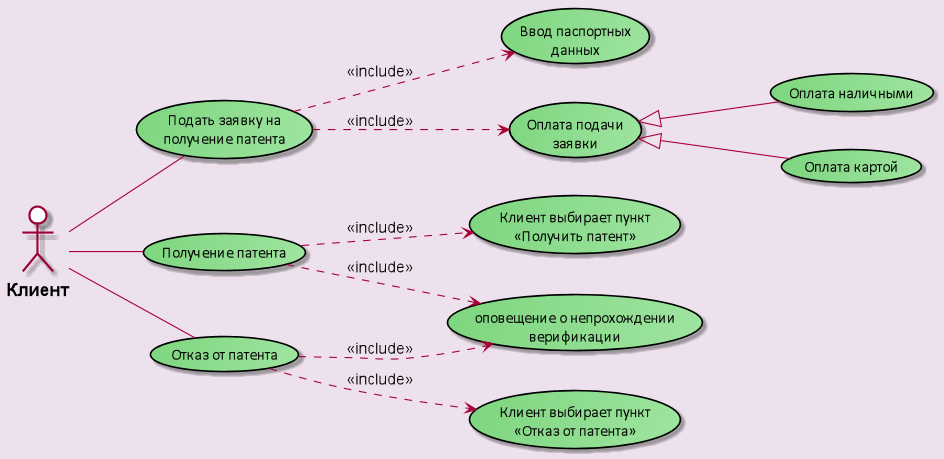 Ввод паспортных
данных
«include»
Оплата наличными
Подать заявку на
получение патента
«include»
Оплата подачи
заявки
Оплата картой
Клиент выбирает пункт
«Получить патент»
«include»
Получение патента
«include»
Клиент
оповещение о непрохождении
верификации
Отказ от патента
«include»
«include»
Клиент выбирает пункт
«Отказ от патента»